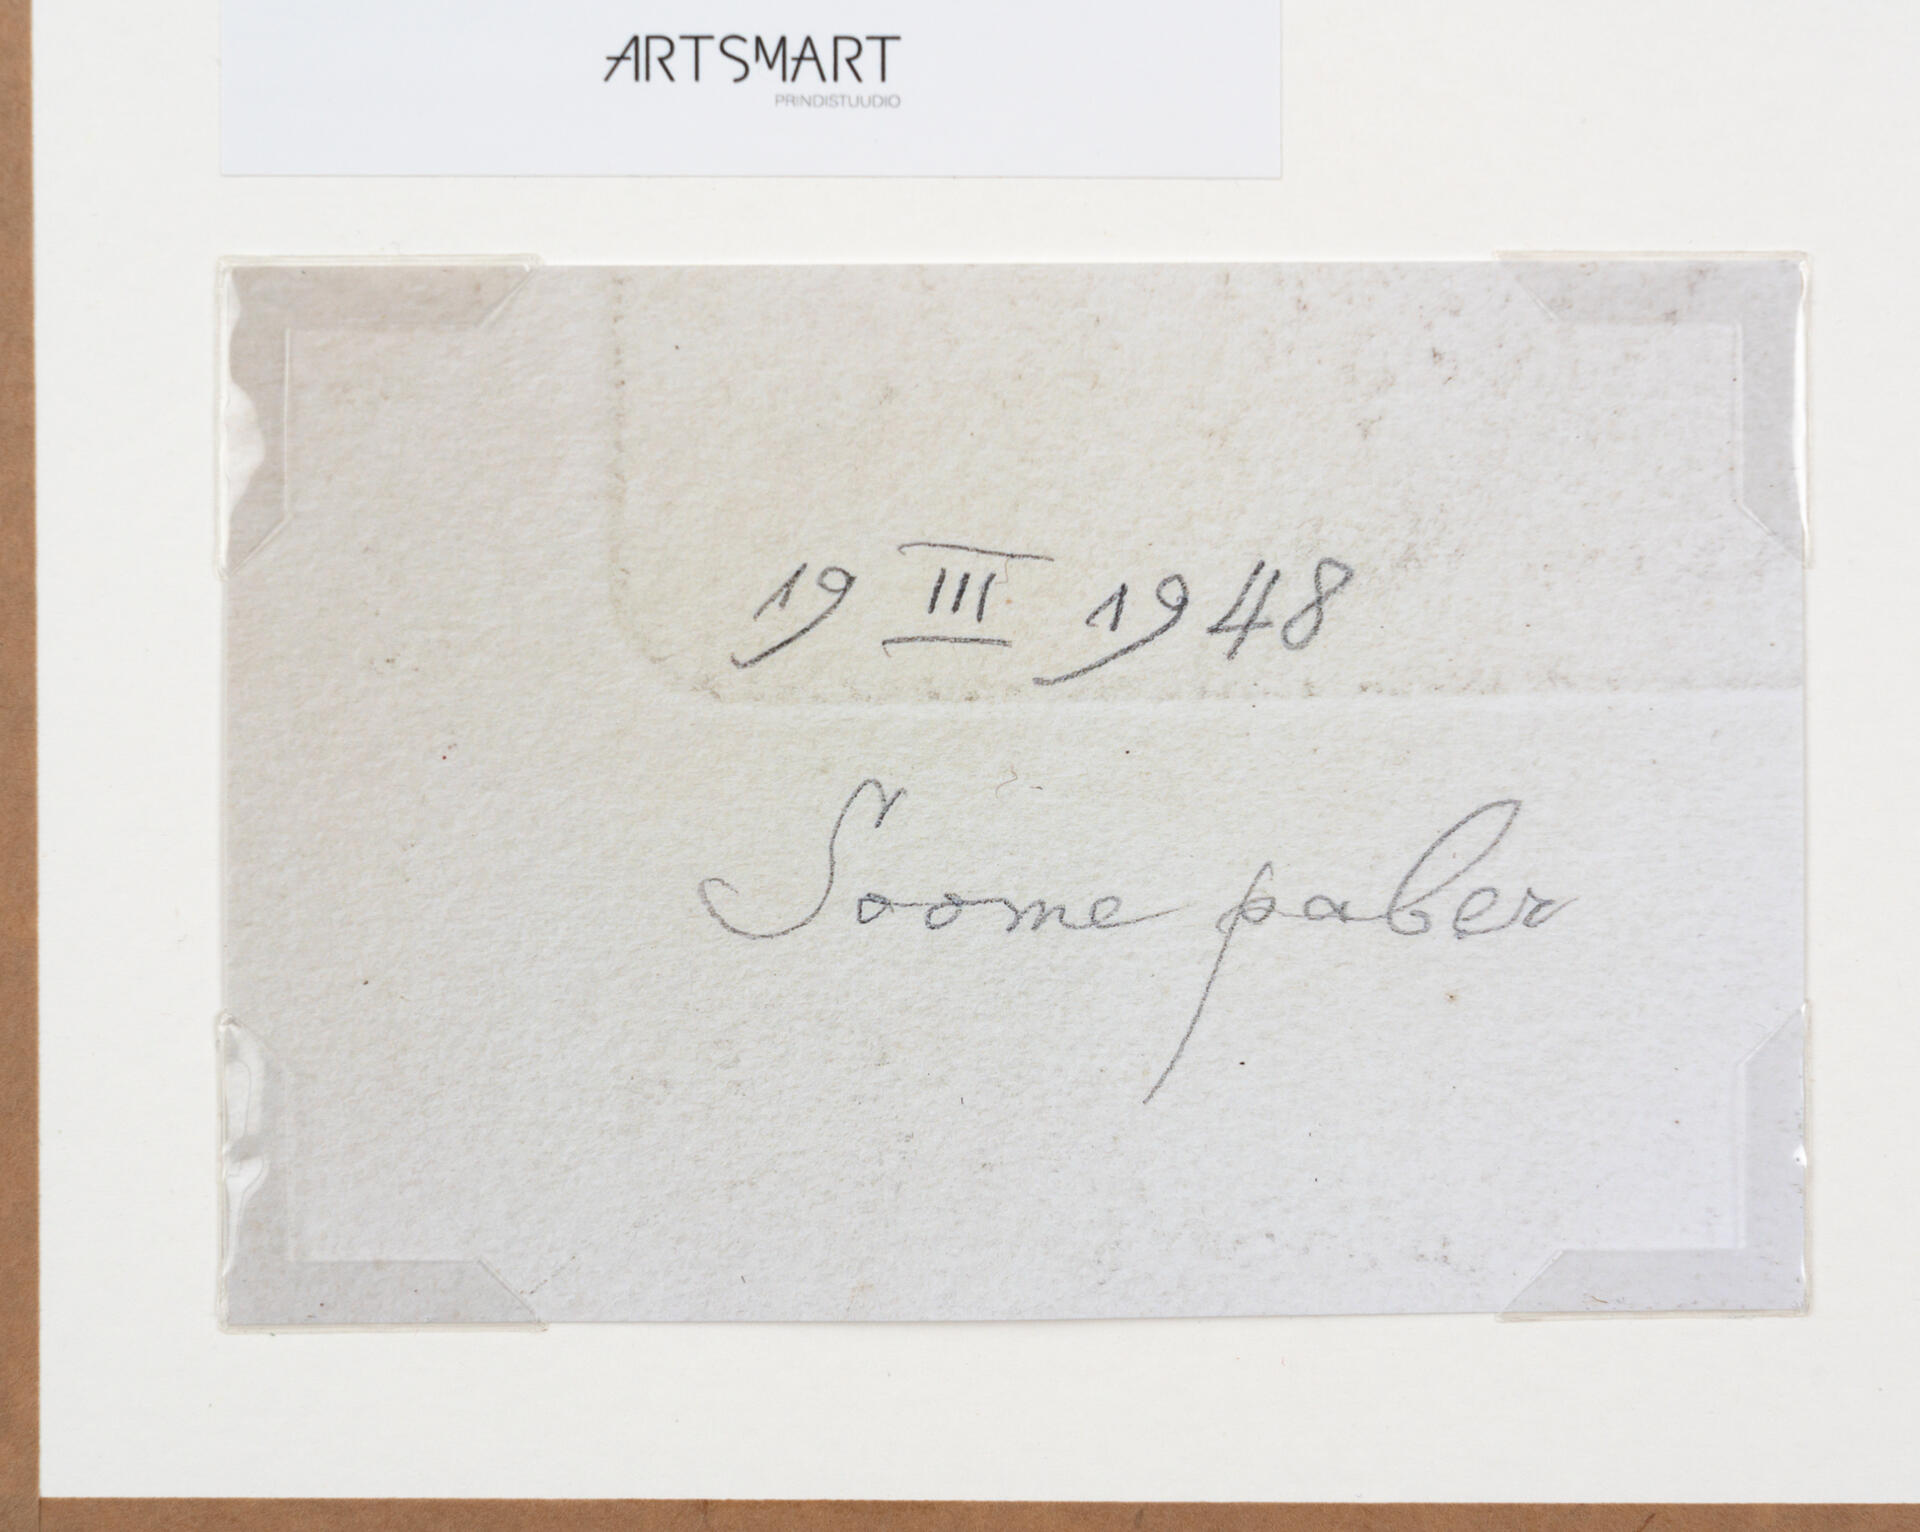 ARTSMART
PRINDISTUUDIO
19 III 1948
Soome paber